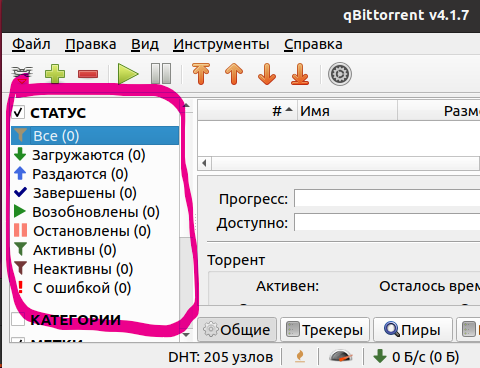 qBittorrent v4.1.7
Файл Правка Вид Инструменты Справка
СТАТУС
Все (0)
Загружаются (0)
Раздаются (0)
Завершены (0)
Возобновлены (0)
Остановлены (0)
Активны (0)
Неактивны (0)
С ошибкой (0)
КАТЕГОРИИ
МЕТКИ
# Имя Разме
Прогресс:
Доступно:
Торрент
Активен: Осталось врем
Общие Трекеры Пиры
DHT: 205 узлов 0 Б/с (0 Б)